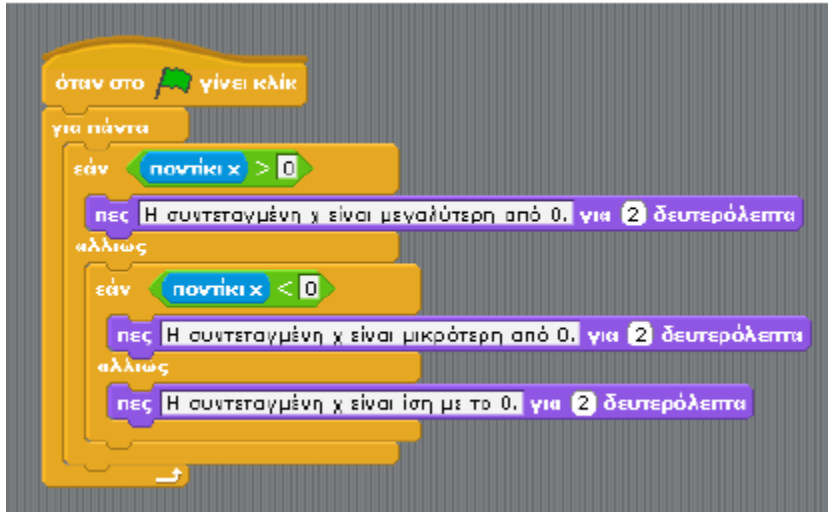 όταν στο γίνει κλίκ
για πάντα
εάν ποντίκι x > 0
πες Η συντεταγμένη χ είναι μεγαλύτερη από 0. για 2 δευτερόλεπτα
αλλιώς
εάν ποντίκι x < 0
πες Η συντεταγμένη χ είναι μικρότερη από 0. για 2 δευτερόλεπτα
αλλιώς
πες Η συντεταγμένη χ είναι ίση με το 0. για 2 δευτερόλεπτα